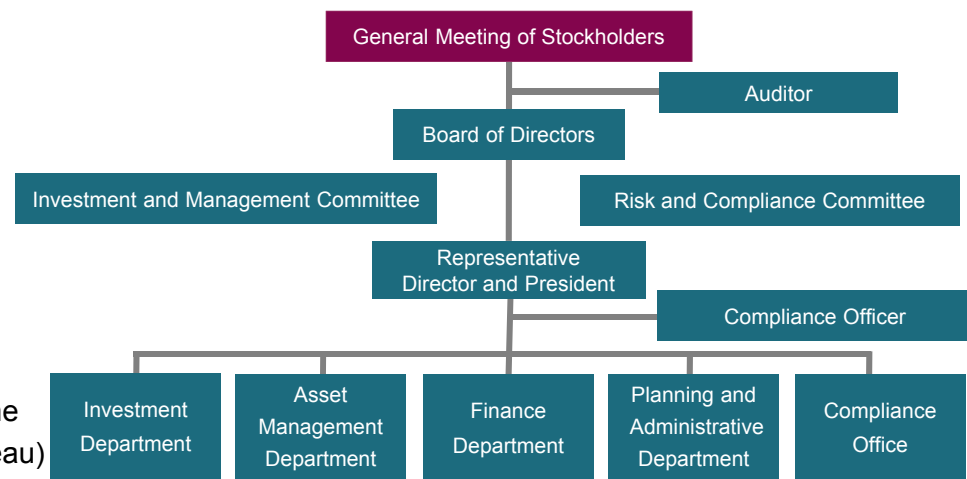 General Meeting of Stockholders
Auditor
Board of Directors
Investment and Management Committee
Risk and Compliance Committee
Representative
Director and President
Compliance Officer
Investment
Department
Asset
Management
Department
Finance
Department
Planning and
Administrative
Department
Compliance
Office